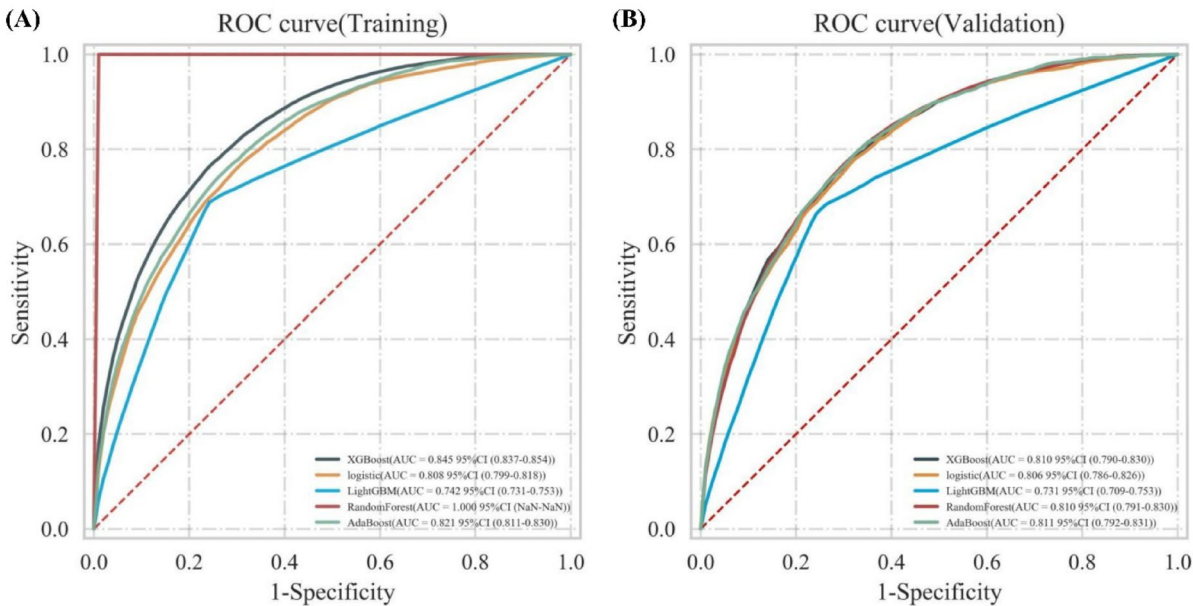 (A)
ROC curve(Training)
1.0
0.8
0.6
0.4
0.2
0.0
Sensitivity
XGBoost(AUC = 0.845 95%CI (0.837-0.854))
logistic(AUC = 0.808 95%CI (0.799-0.818))
LightGBM(AUC = 0.742 95%CI (0.731-0.753))
RandomForest(AUC = 1.000 95%CI (NaN-NaN))
AdaBoost(AUC = 0.821 95%CI (0.811-0.830))
0.0 0.2 0.4 0.6 0.8 1.0
1-Specificity
(B)
ROC curve(Validation)
1.0
0.8
0.6
0.4
0.2
0.0
Sensitivity
XGBoost(AUC = 0.810 95%CI (0.790-0.830))
logistic(AUC = 0.806 95%CI (0.786-0.826))
LightGBM(AUC = 0.731 95%CI (0.709-0.753))
RandomForest(AUC = 0.810 95%CI (0.791-0.830))
AdaBoost(AUC = 0.811 95%CI (0.792-0.831))
0.0 0.2 0.4 0.6 0.8 1.0
1-Specificity